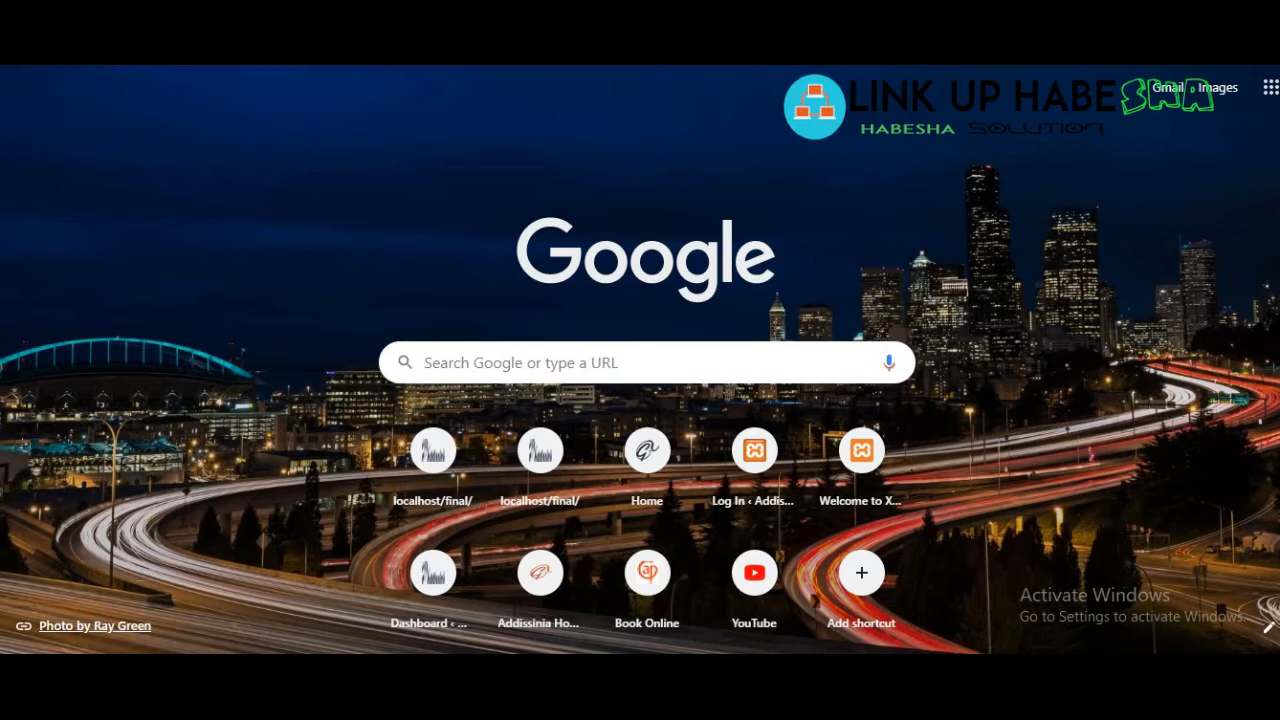 LINK UP HABESHA
Gmail Images
HABESHA SOLUTION
Google
Search Google or type a URL
localhost/final/ localhost/final/ Home Log In ‹ Addis... Welcome to X...
Dashboard ‹ ... Addissinia Ho... Book Online YouTube Add shortcut
Activate Windows
Go to Settings to activate Windows.
Photo by Ray Green